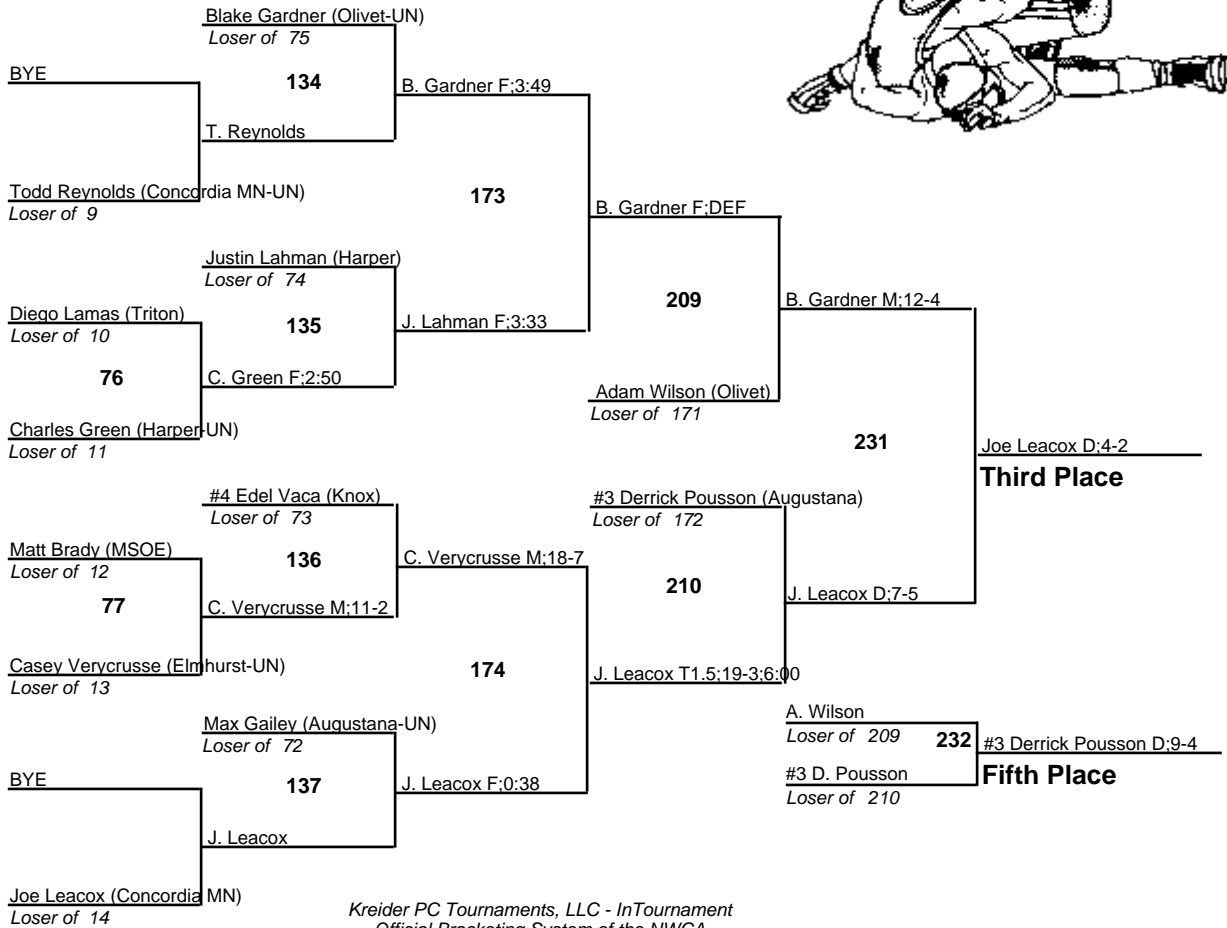 Blake Gardner (Olivet-UN)
Loser of 75
BYE
134
B. Gardner F;3:49
T. Reynolds
Todd Reynolds (Concordia MN-UN)
Loser of 9
173
B. Gardner F;DEF
Justin Lahman (Harper)
Loser of 74
Diego Lamas (Triton)
Loser of 10
135
J. Lahman F;3:33
209
B. Gardner M;12-4
76
C. Green F;2:50
Adam Wilson (Olivet)
Loser of 171
Charles Green (Harper-UN)
Loser of 11
231
Joe Leacox D;4-2
Third Place
#4 Edel Vaca (Knox)
Loser of 73
#3 Derrick Pousson (Augustana)
Loser of 172
Matt Brady (MSOE)
Loser of 12
136
C. Verycrusse M;18-7
210
J. Leacox D;7-5
77
C. Verycrusse M;11-2
Casey Verycrusse (Elmhurst-UN)
Loser of 13
174
J. Leacox T1.5;19-3;6:00
Max Gailey (Augustana-UN)
Loser of 72
A. Wilson
Loser of 209
232
#3 Derrick Pousson D;9-4
Fifth Place
BYE
137
J. Leacox F;0:38
#3 D. Pousson
Loser of 210
J. Leacox
Joe Leacox (Concordia MN)
Loser of 14
Kreider PC Tournaments, LLC - InTournament
Official Bracketing System of the NWCA